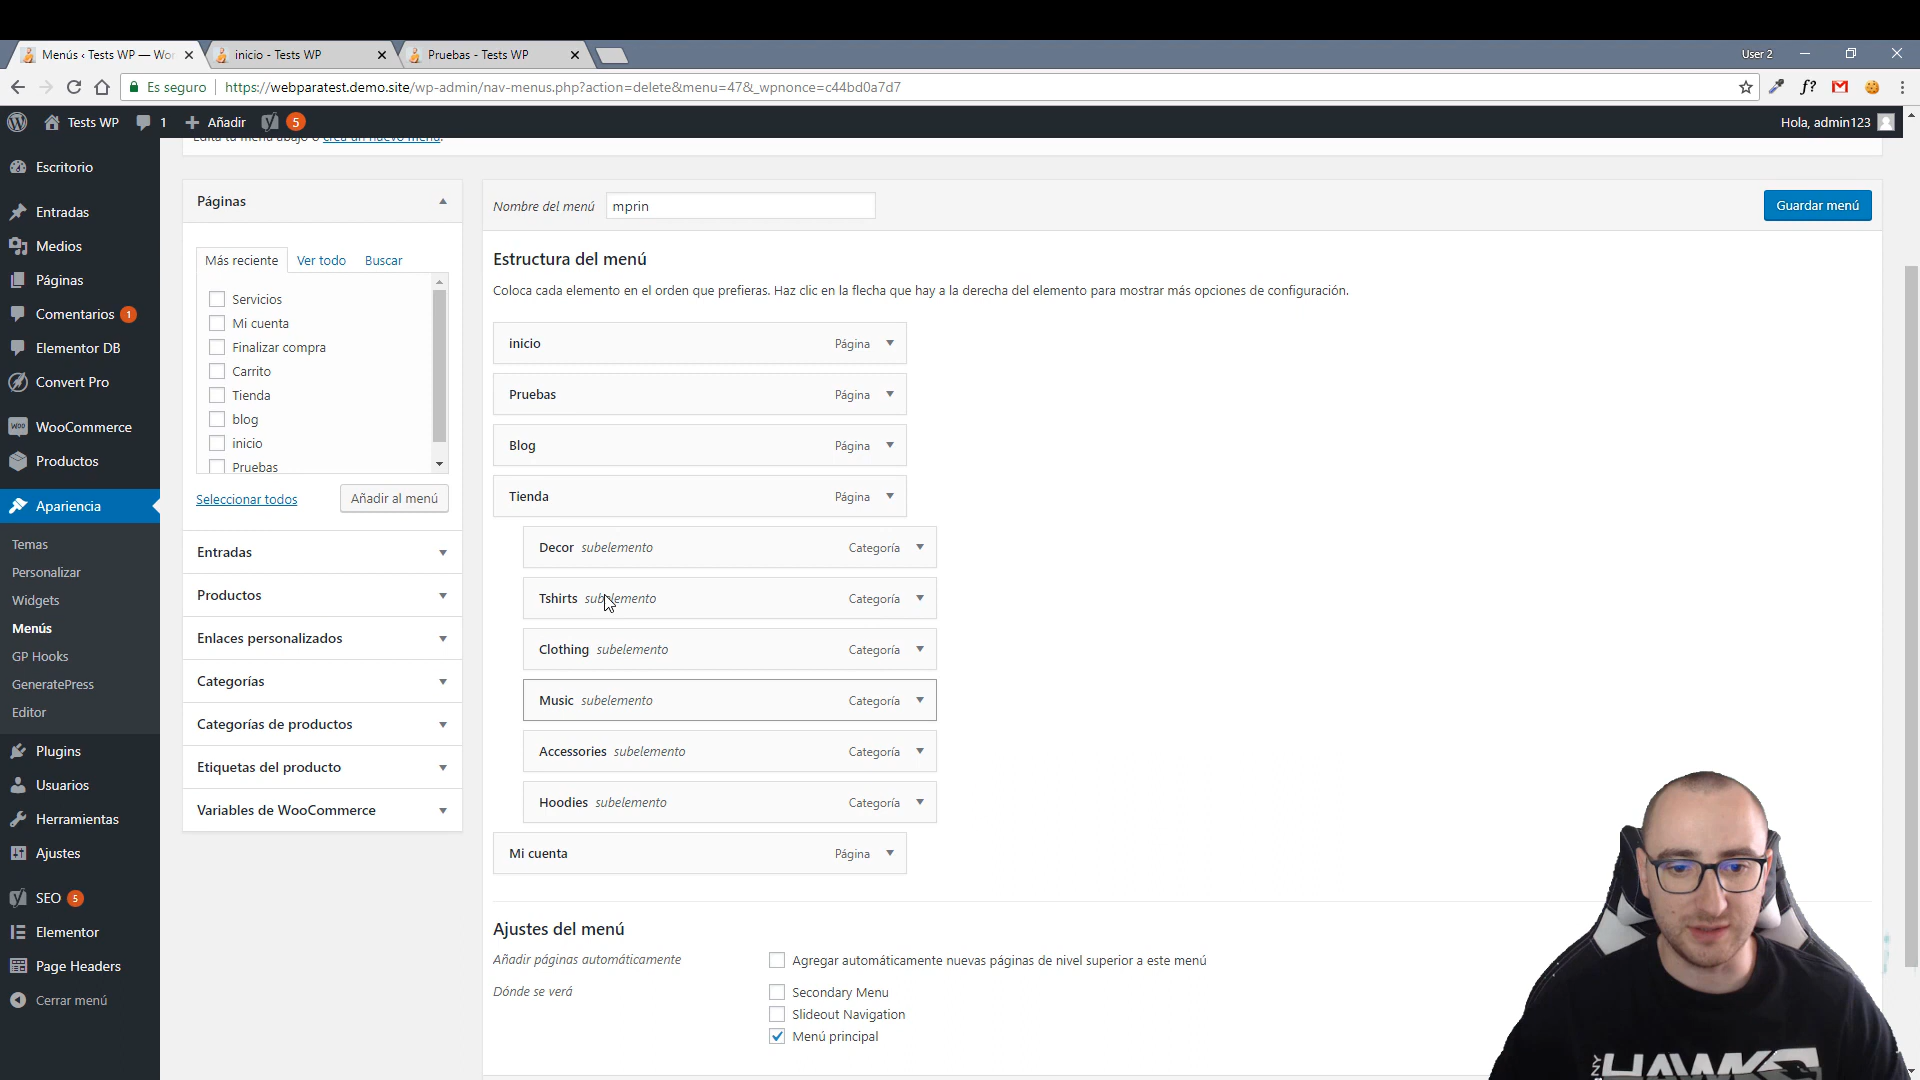 Menús ‹ Tests WP — Wor
inicio - Tests WP
Pruebas - Tests WP
User 2
Es seguro
https://webparatest.demo.site/wp-admin/nav-menus.php?action=delete&menu=47&_wpnonce=c44bd0a7d7
f?
Tests WP
1
Añadir
5
Hola, admin123
Edita tu menú abajo o crea un nuevo menú.
Escritorio
Entradas
Medios
Páginas
Comentarios 1
Elementor DB
Convert Pro
WooCommerce
Productos
Apariencia
Temas
Personalizar
Widgets
Menús
GP Hooks
GeneratePress
Editor
Plugins
Usuarios
Herramientas
Ajustes
SEO 5
Elementor
Page Headers
Cerrar menú
Páginas
Más reciente
Ver todo
Buscar
Servicios
Mi cuenta
Finalizar compra
Carrito
Tienda
blog
inicio
Pruebas
Seleccionar todos
Añadir al menú
Entradas
Productos
Enlaces personalizados
Categorías
Categorías de productos
Etiquetas del producto
Variables de WooCommerce
Nombre del menú
mprin
Guardar menú
Estructura del menú
Coloca cada elemento en el orden que prefieras. Haz clic en la flecha que hay a la derecha del elemento para mostrar más opciones de configuración.
inicio Página
Pruebas Página
Blog Página
Tienda Página
Decor subelemento Categoría
Tshirts subelemento Categoría
Clothing subelemento Categoría
Music subelemento Categoría
Accessories subelemento Categoría
Hoodies subelemento Categoría
Mi cuenta Página
Ajustes del menú
Añadir páginas automáticamente
Agregar automáticamente nuevas páginas de nivel superior a este menú
Dónde se verá
Secondary Menu
Slideout Navigation
Menú principal
NY
HAWKS